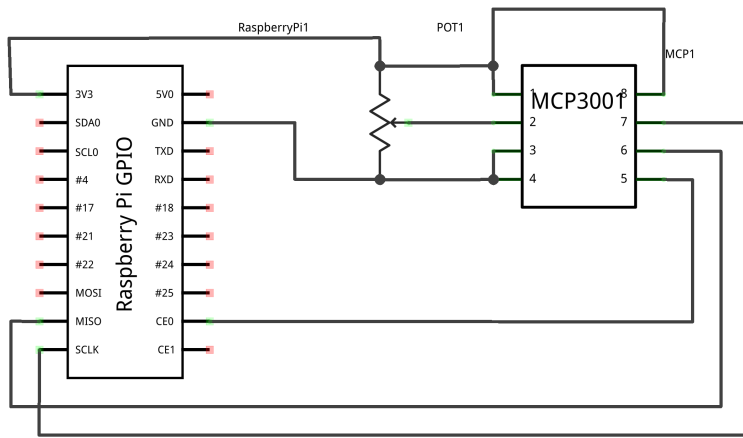 RaspberryPi1
POT1
MCP1
Raspberry Pi GPIO
3V3
SDA0
SCL0
#4
#17
#21
#22
MOSI
MISO
SCLK
5V0
GND
TXD
RXD
#18
#23
#24
#25
CE0
CE1
MCP3001
1
2
3
4
8
7
6
5